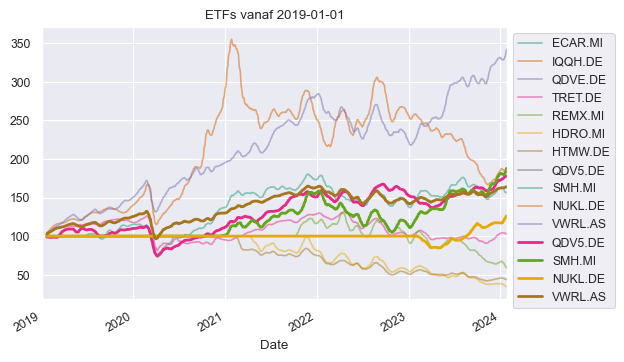 ETFs vanaf 2019-01-01
350
300
250
200
150
100
50
2019
2020
2021
2022
2023
2024
Date
ECAR.MI
IQQH.DE
QDVE.DE
TRET.DE
REMX.MI
HDRO.MI
HTMW.DE
QDV5.DE
SMH.MI
NUKL.DE
VWRL.AS
QDV5.DE
SMH.MI
NUKL.DE
VWRL.AS